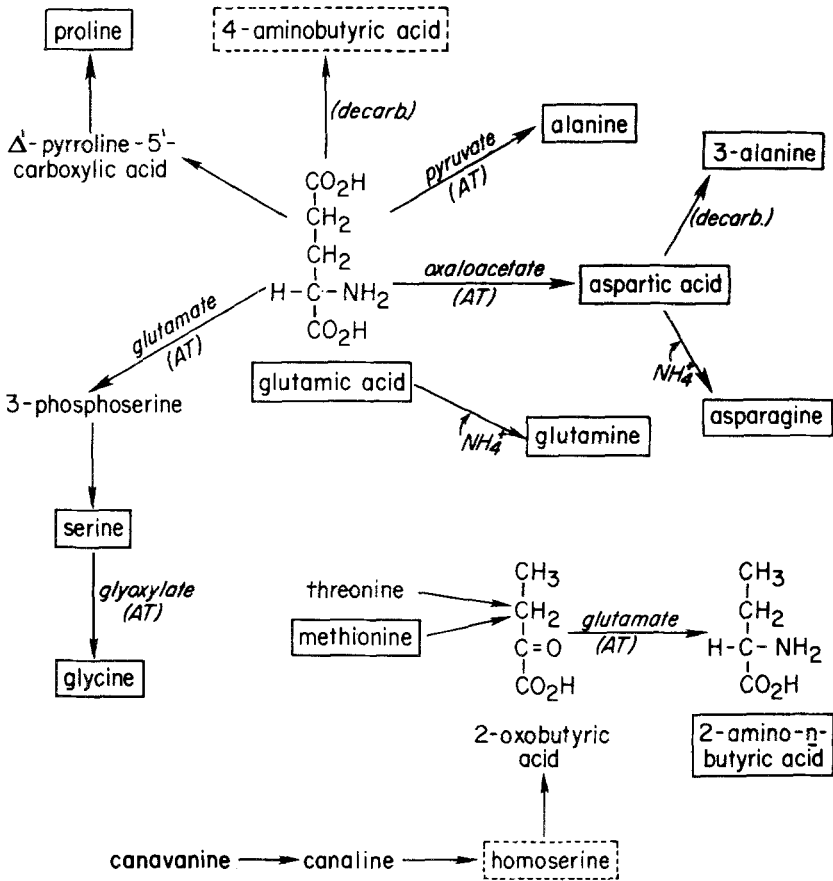 proline
4-aminobutyric acid
(decarb.)
Δ'-pyrroline-5'-
carboxylic acid
pyruvate
(AT)
alanine
3-alanine
(decarb.)
CO₂H
CH₂
CH₂
H-C-NH₂
CO₂H
oxaloacetate
(AT)
aspartic acid
glutamate
(AT)
glutamic acid
NH₄⁺
glutamine
NH₄⁺
asparagine
3-phosphoserine
serine
glyoxylate
(AT)
glycine
threonine
methionine
CH₃
CH₂
C=O
CO₂H
2-oxobutyric
acid
glutamate
(AT)
CH₃
CH₂
H-C-NH₂
CO₂H
2-amino-n-
butyric acid
canavanine
canaline
homoserine